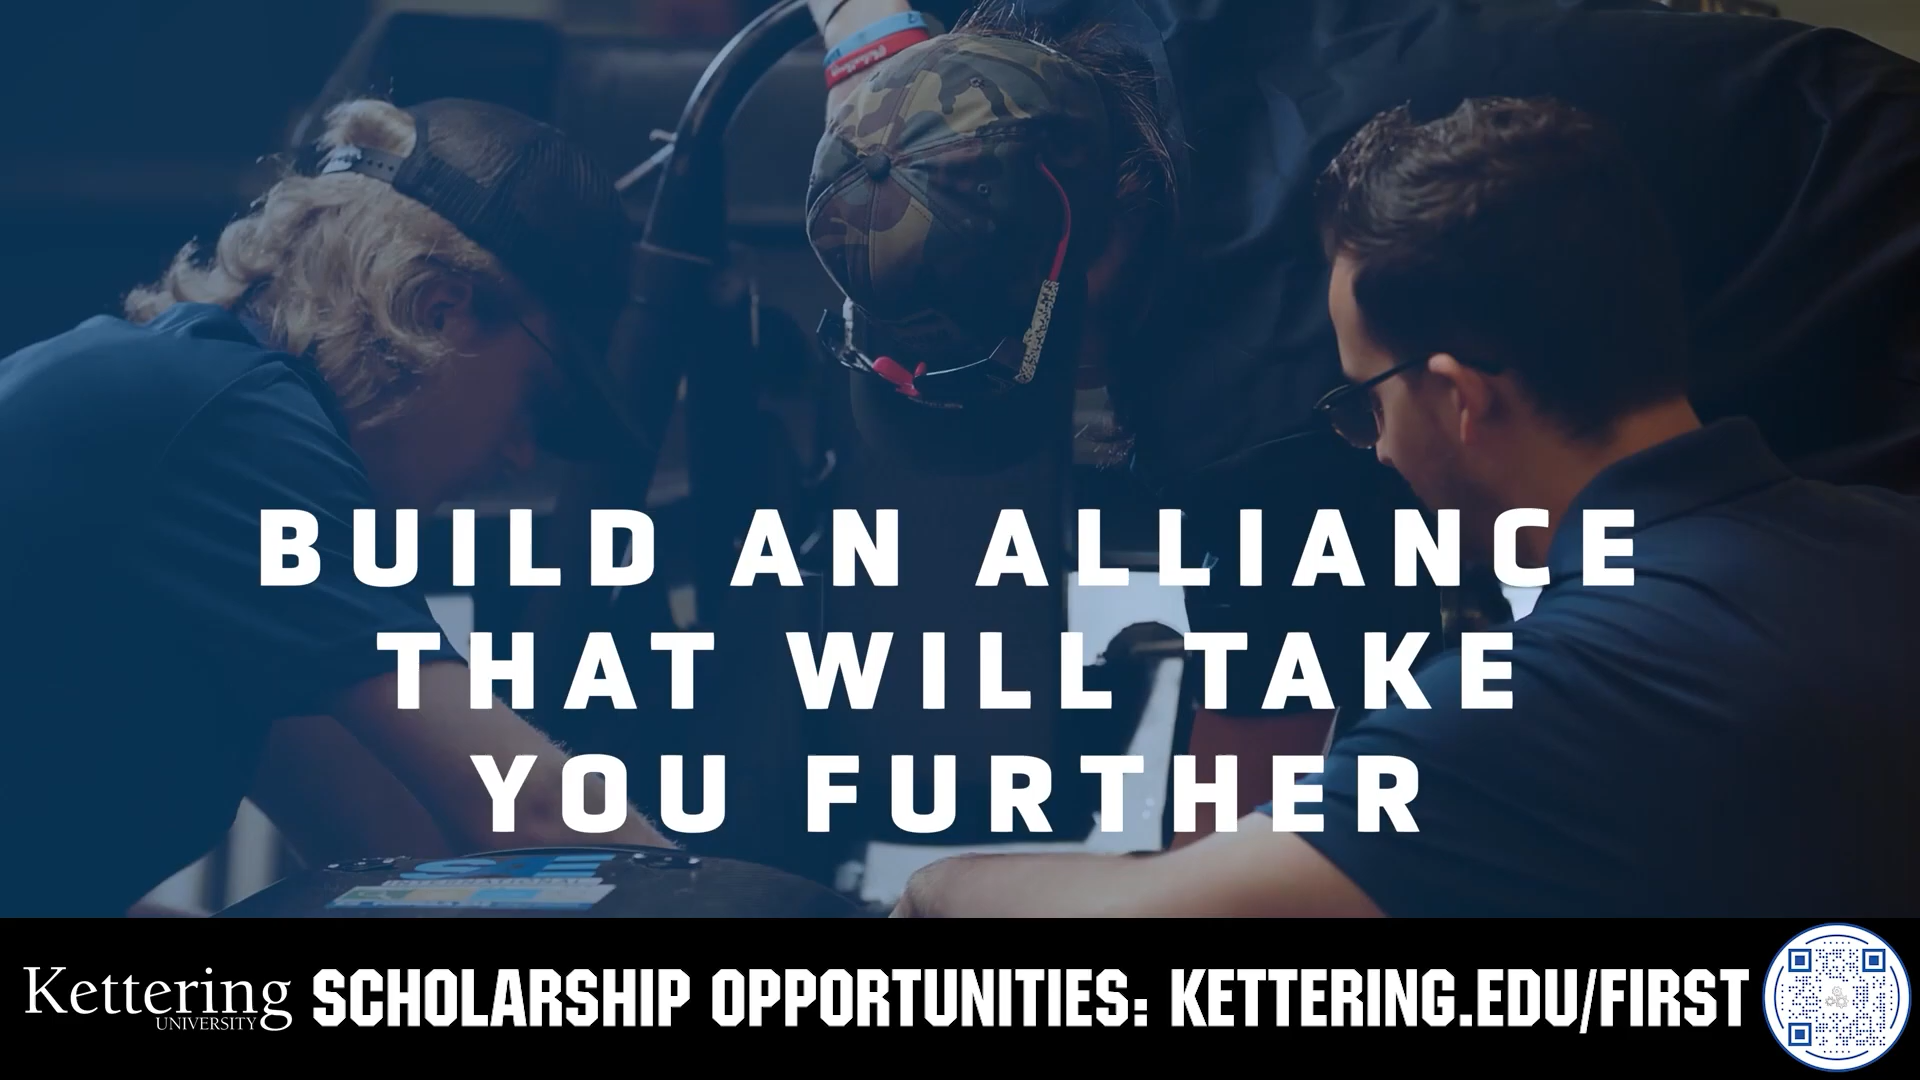 BUILD AN ALLIANCE
THAT WILL TAKE
YOU FURTHER
Kettering
UNIVERSITY
SCHOLARSHIP OPPORTUNITIES: KETTERING.EDU/FIRST